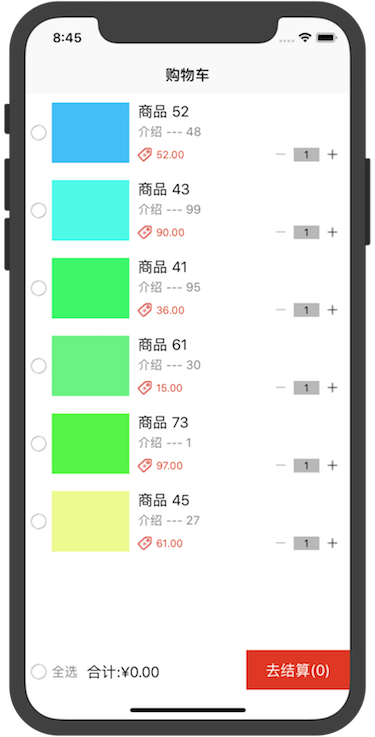 8:45
购物车
商品 52
介绍 --- 48
52.00
1
商品 43
介绍 --- 99
90.00
1
商品 41
介绍 --- 95
36.00
1
商品 61
介绍 --- 30
15.00
1
商品 73
介绍 --- 1
97.00
1
商品 45
介绍 --- 27
61.00
1
全选 合计:¥0.00 去结算(0)